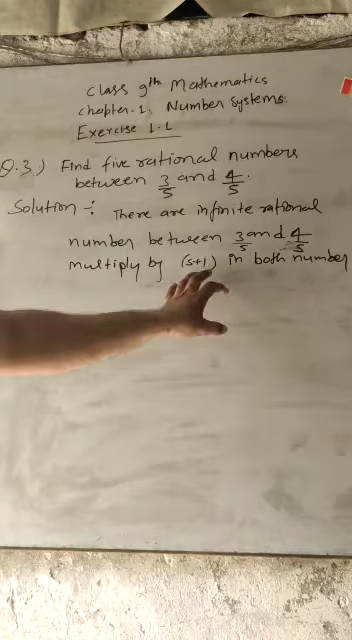 class 9th Mathematics
chapter-1, Number Systems.
Exercise 1.1
Q.3.) Find five rational numbers
between 3/5 and 4/5.
Solution :- There are infinite rational
number between 3/5 and 4/5
multiply by (5+1) in both number